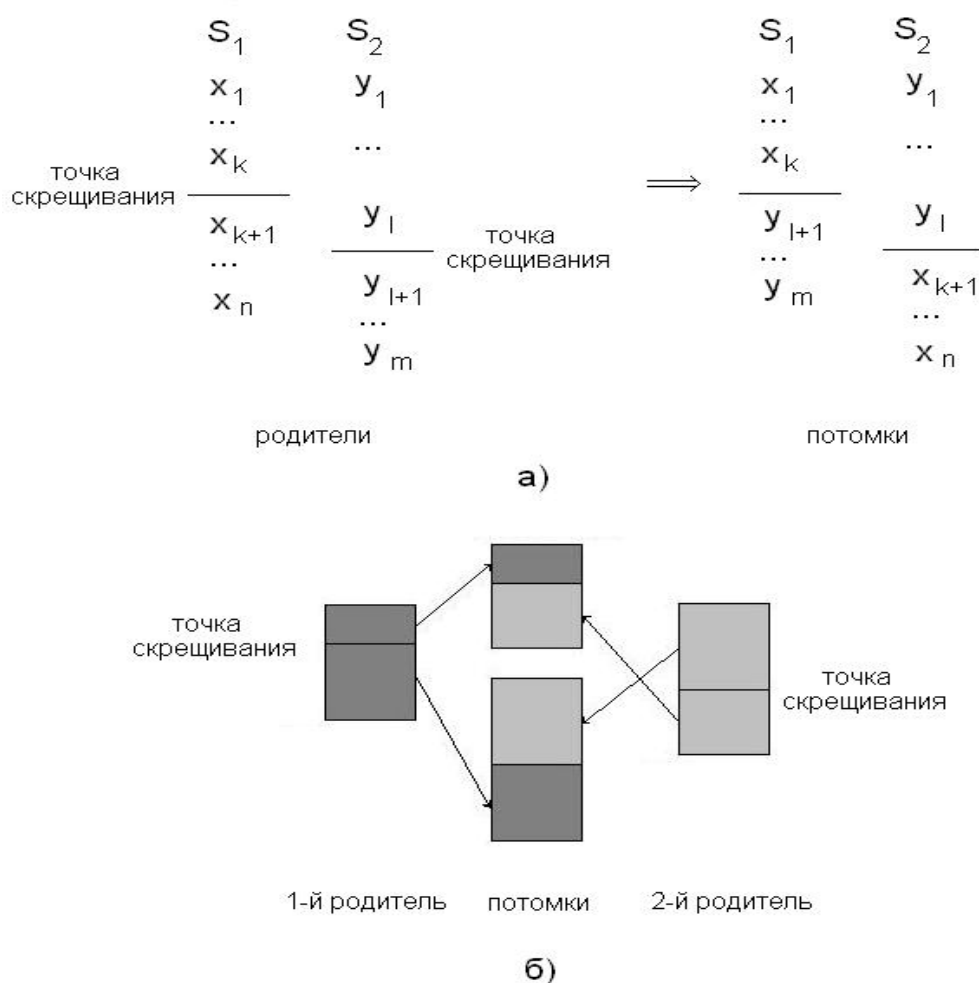 S1 S2 S1 S2
x1 y1 x1 y1
... ... ... ...
точка скрещивания xk xk
xk+1 yl ⟹ yl+1 yl
точка скрещивания
... yl+1 ... xk+1
xn ... ym ...
ym xn
родители потомки
а)
точка
скрещивания
точка
скрещивания
1-й родитель потомки 2-й родитель
б)